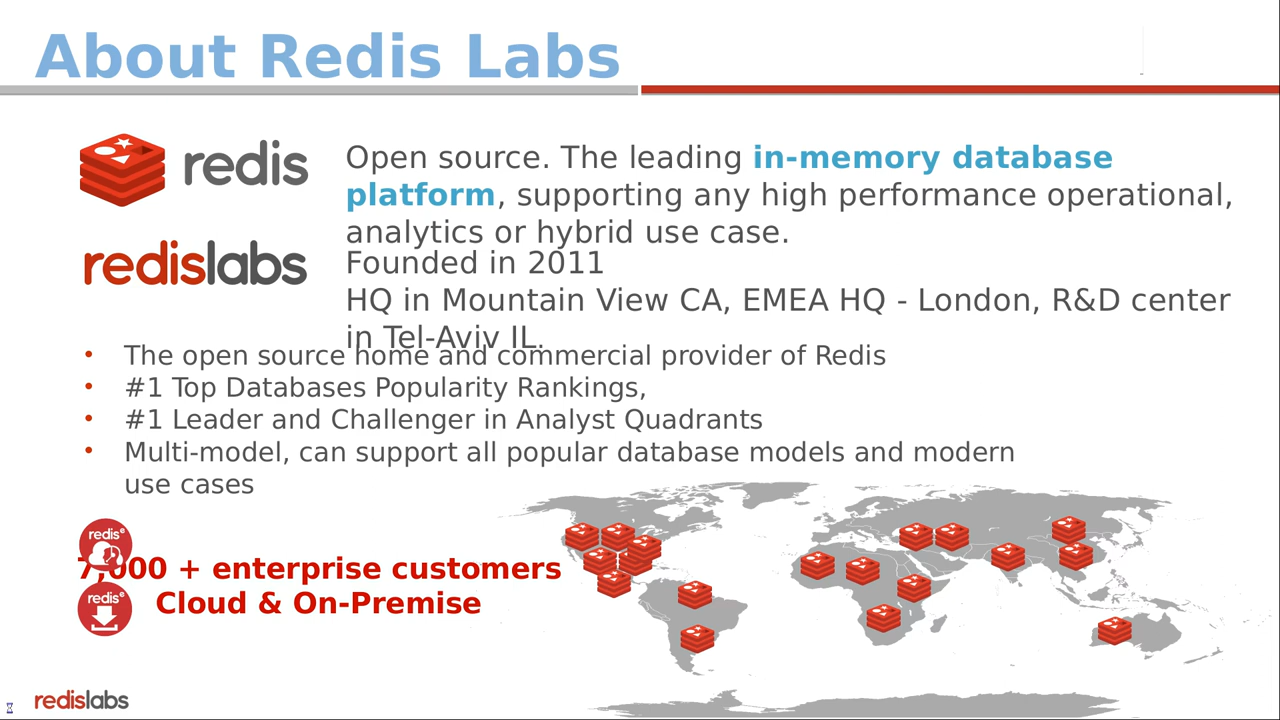 About Redis Labs
redis
Open source. The leading in-memory database
platform, supporting any high performance operational,
analytics or hybrid use case.
redislabs
Founded in 2011
HQ in Mountain View CA, EMEA HQ - London, R&D center
in Tel-Aviv IL.
• The open source home and commercial provider of Redis
• #1 Top Databases Popularity Rankings,
• #1 Leader and Challenger in Analyst Quadrants
• Multi-model, can support all popular database models and modern
use cases
redise
7,000 + enterprise customers
redise
Cloud & On-Premise
redislabs